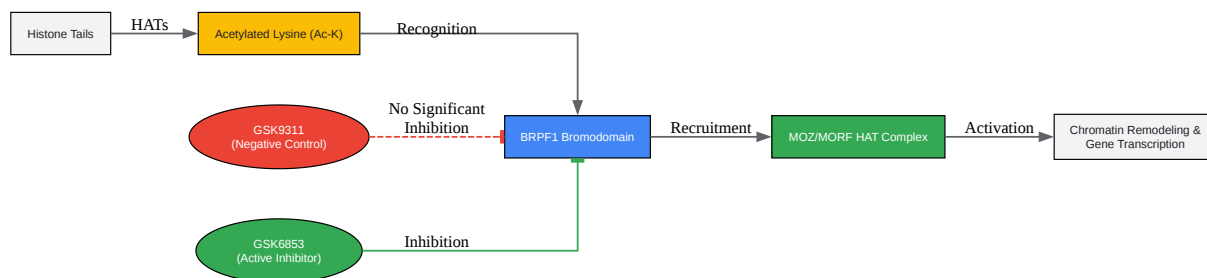 Histone Tails
HATs
Acetylated Lysine (Ac-K)
Recognition
GSK9311
(Negative Control)
No Significant
Inhibition
BRPF1 Bromodomain
Recruitment
MOZ/MORF HAT Complex
Activation
Chromatin Remodeling &
Gene Transcription
GSK6853
(Active Inhibitor)
Inhibition